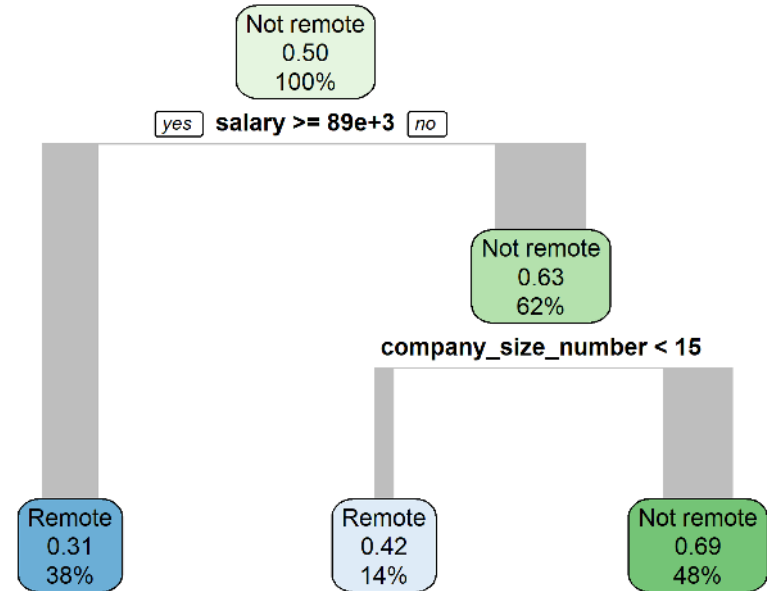 Not remote
0.50
100%
yes salary >= 89e+3 no
Not remote
0.63
62%
company_size_number < 15
Remote
0.31
38%
Remote
0.42
14%
Not remote
0.69
48%